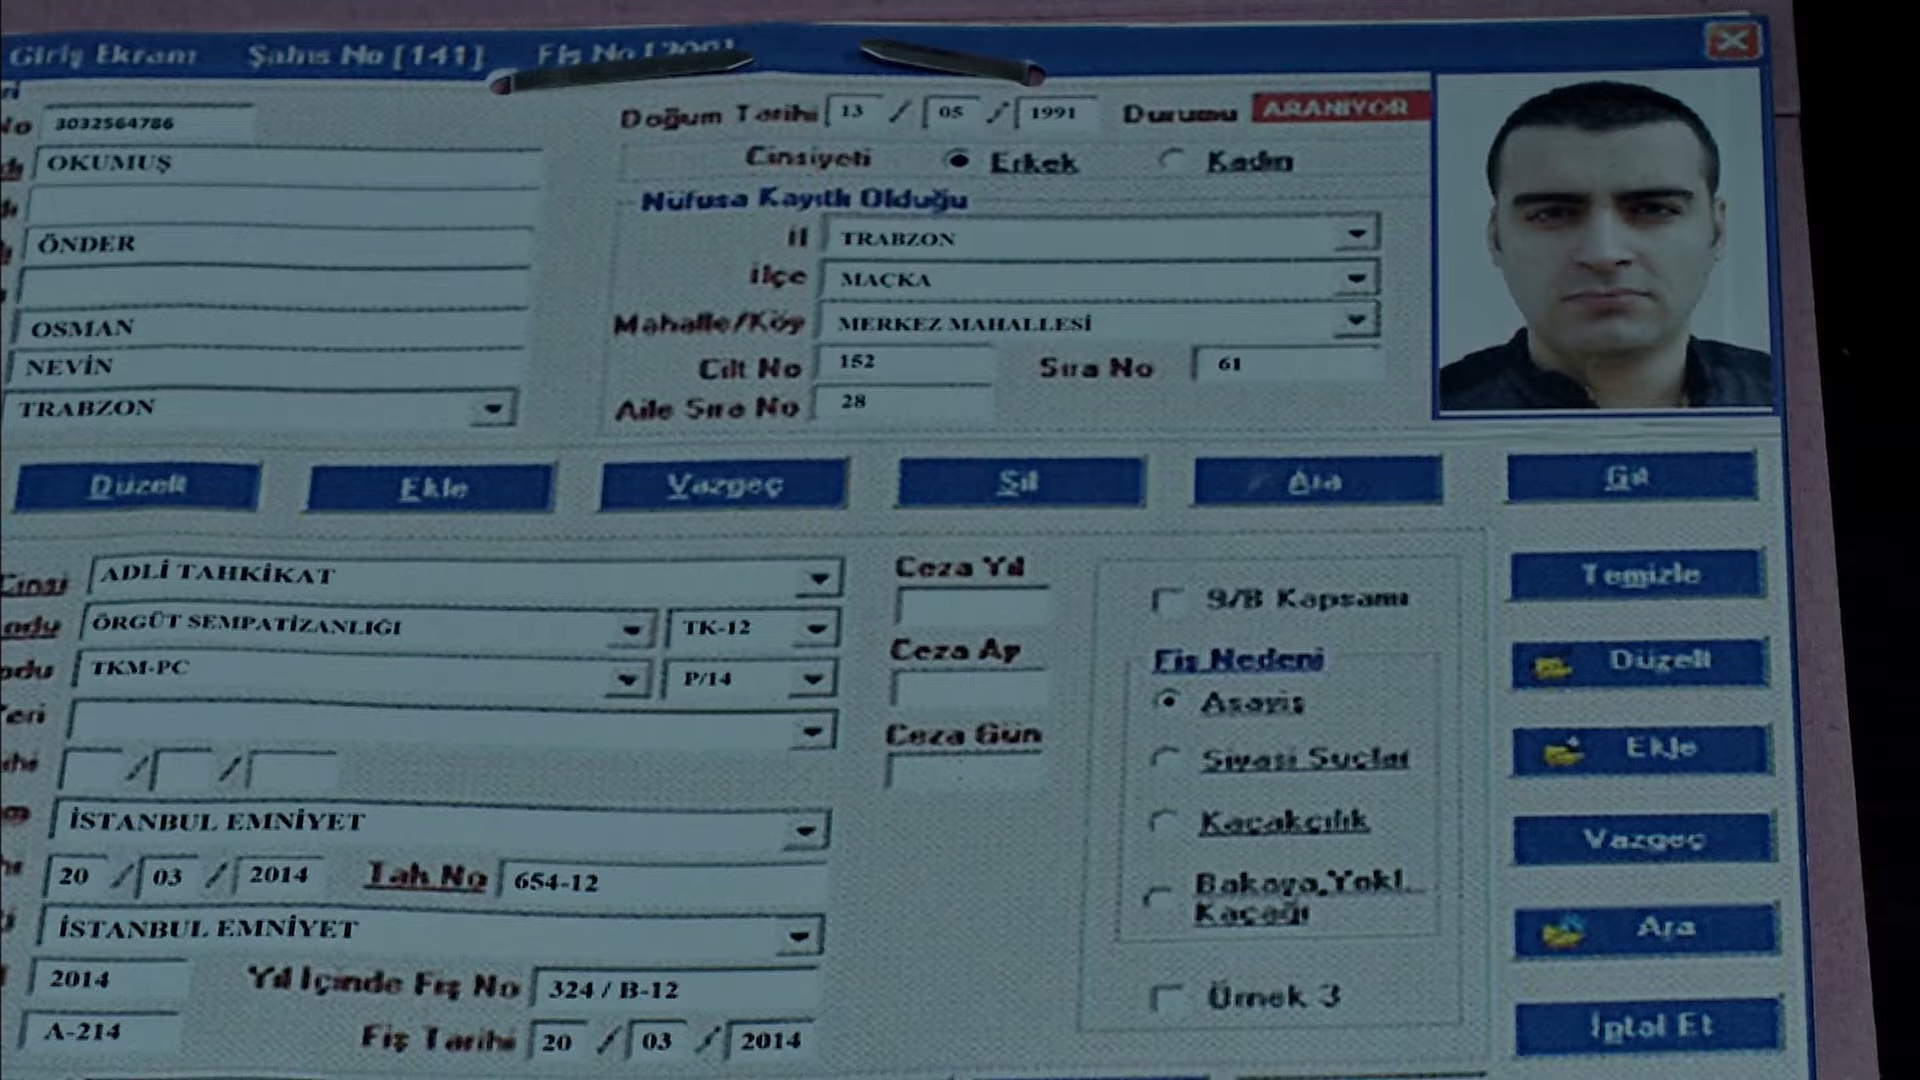 Giriş Ekranı Şahıs No [141] Fiş No
No 3032564786 Doğum Tarihi 13 / 05 / 1991 Durumu ARANIYOR
OKUMUŞ Cinsiyeti Erkek Kadın
Nüfusa Kayıtlı Olduğu
ÖNDER İl TRABZON
İlçe MAÇKA
OSMAN Mahalle/Köy MERKEZ MAHALLESİ
NEVİN Cilt No 152 Sıra No 61
TRABZON Aile Sıra No 28
Düzelt Ekle Vazgeç Sil Ara Git
Cinsi ADLİ TAHKİKAT Ceza Yıl
9/B Kapsamı Temizle
ÖRGÜT SEMPATİZANLIĞI TK-12 Ceza Ay
TKM-PC P/14 Fiş Nedeni Düzelt
Asayiş
Ceza Gün Siyasi Suçlar Ekle
/ /
İSTANBUL EMNİYET Kaçakçılık Vazgeç
20 / 03 / 2014 Tah No 654-12 Bakaya,Yokl.
Kaçağı
İSTANBUL EMNİYET Ara
2014 Yıl İçinde Fiş No 324 / B-12 Örnek 3
A-214 Fiş Tarihi 20 / 03 / 2014 İptal Et